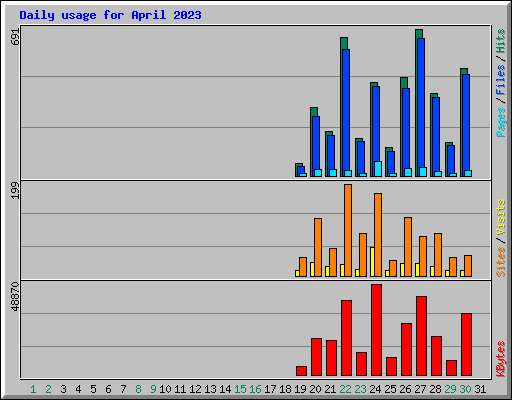 Daily usage for April 2023
691
Pages / Files / Hits
199
Sites / Visits
48870
KBytes
1 2 3 4 5 6 7 8 9 10 11 12 13 14 15 16 17 18 19 20 21 22 23 24 25 26 27 28 29 30 31